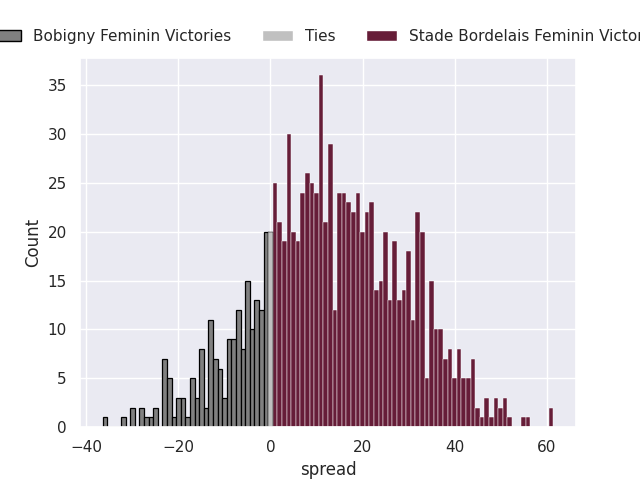 Bobigny Feminin Victories Ties Stade Bordelais Feminin Victor
35
30
25
20
15
10
5
0
Count
−40 −20 0 20 40 60
spread